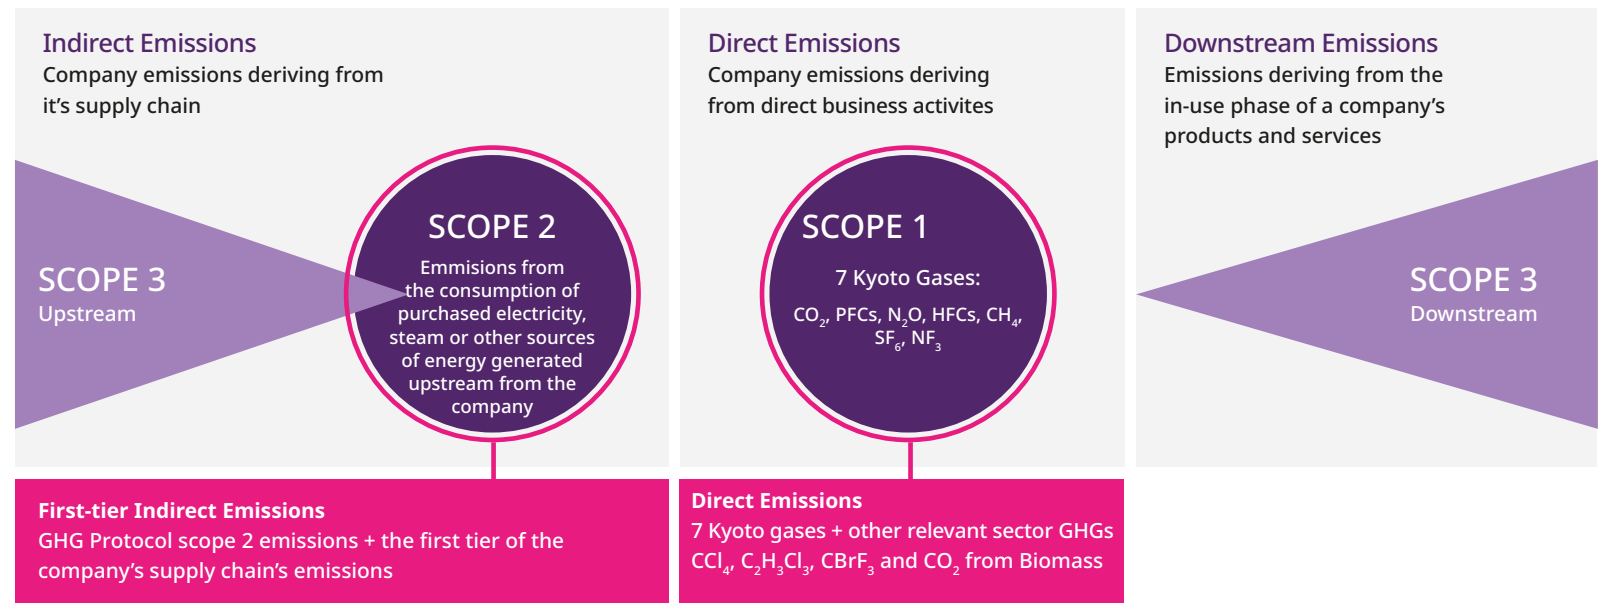 Indirect Emissions
Company emissions deriving from
it’s supply chain
SCOPE 3
Upstream
SCOPE 2
Emmisions from
the consumption of
purchased electricity,
steam or other sources
of energy generated
upstream from the
company
First-tier Indirect Emissions
GHG Protocol scope 2 emissions + the first tier of the
company’s supply chain’s emissions
Direct Emissions
Company emissions deriving
from direct business activites
SCOPE 1
7 Kyoto Gases:
CO₂, PFCs, N₂O, HFCs, CH₄,
SF₆, NF₃
Direct Emissions
7 Kyoto gases + other relevant sector GHGs
CCl₄, C₂H₃Cl₃, CBrF₃ and CO₂ from Biomass
Downstream Emissions
Emissions deriving from the
in-use phase of a company’s
products and services
SCOPE 3
Downstream